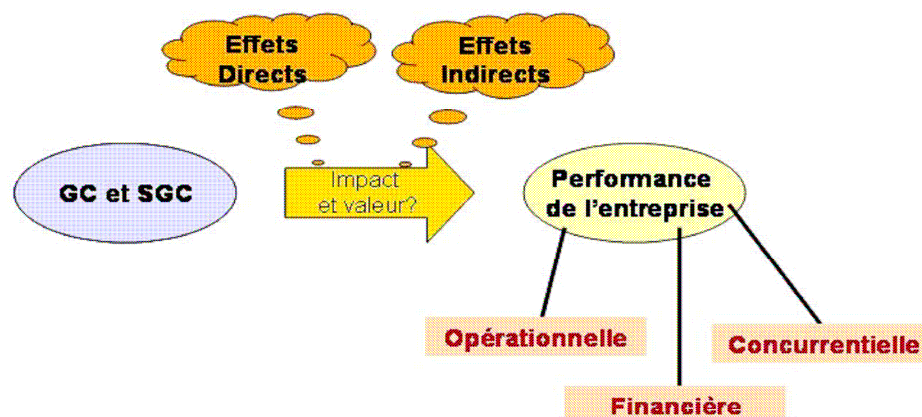 Effets
Directs
Effets
Indirects
GC et SGC
Impact
et valeur?
Performance
de l'entreprise
Opérationnelle
Concurrentielle
Financière